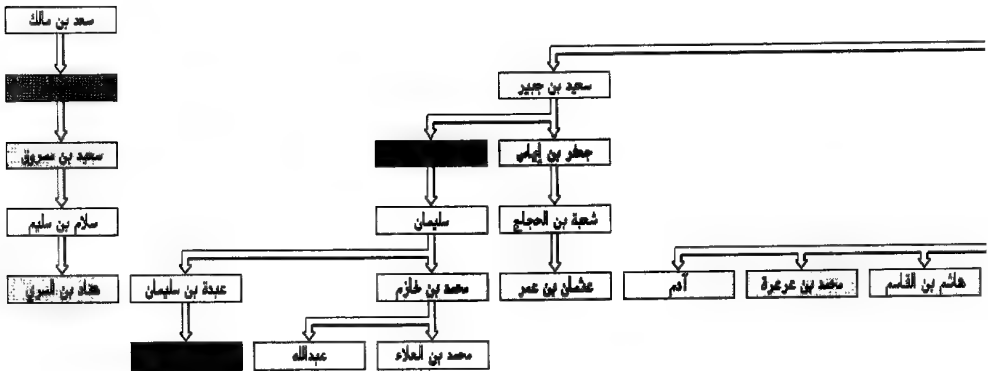 سعد بن مالك
سعيد بن جبير
جعفر بن إياس
سعيد بن مسروق
شعبة بن الحجاج
سليمان
سلام بن سليم
هاشم بن القاسم
محمد بن عرعرة
آدم
عثمان بن عمر
محمد بن خازم
عبدة بن سليمان
هناد بن السري
محمد بن العلاء
عبدالله